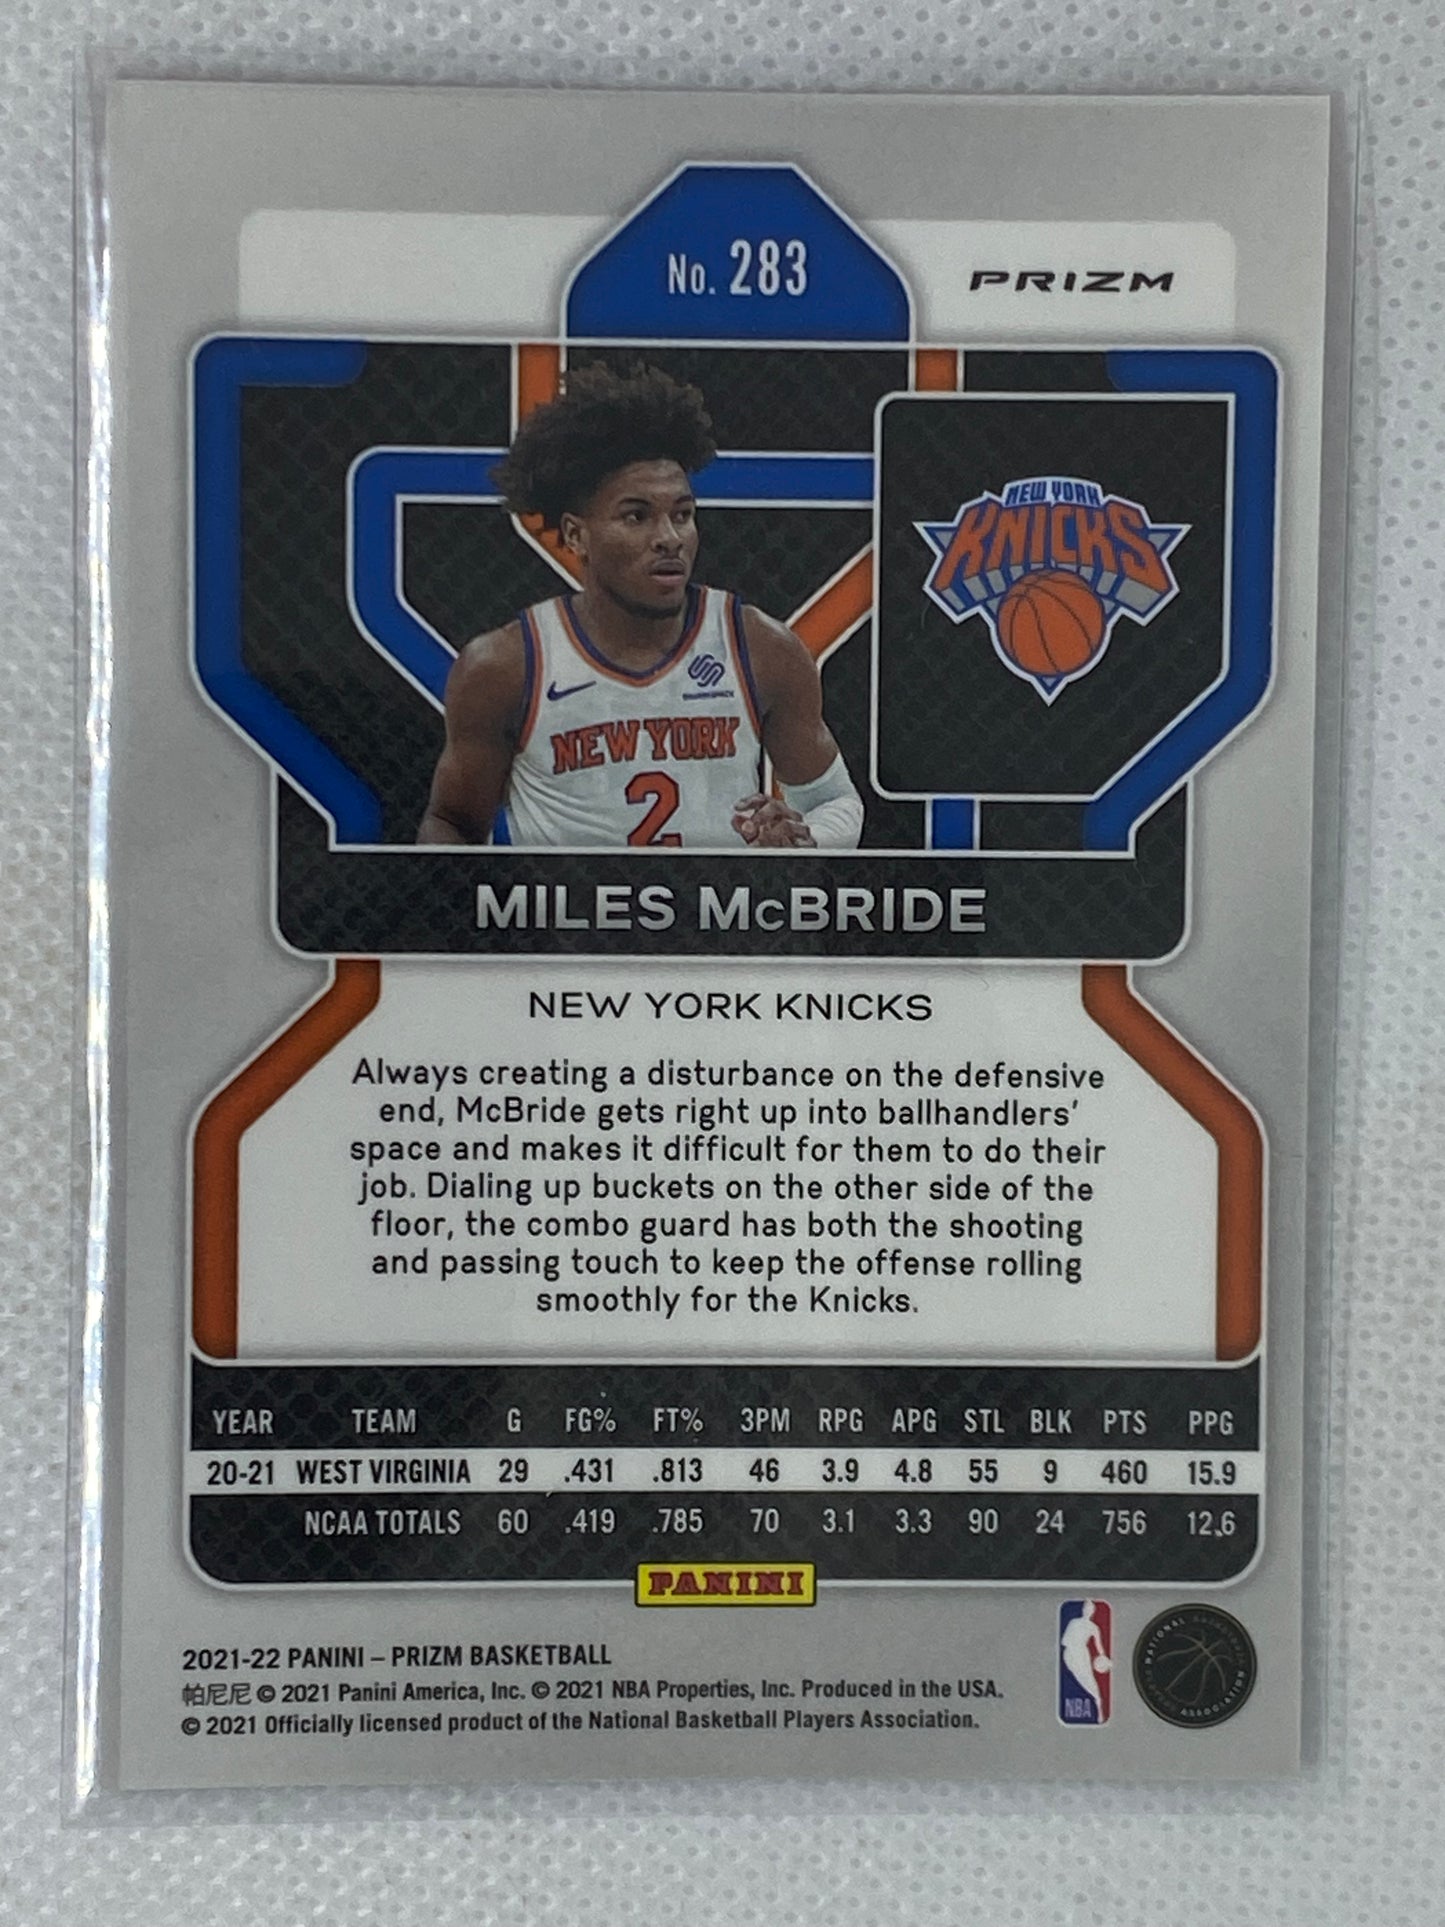 No. 283
PRIZM
NEW YORK
KNICKS
NEW YORK
2
MILES McBRIDE
NEW YORK KNICKS
Always creating a disturbance on the defensive
end, McBride gets right up into ballhandlers'
space and makes it difficult for them to do their
job. Dialing up buckets on the other side of the
floor, the combo guard has both the shooting
and passing touch to keep the offense rolling
smoothly for the Knicks.
YEAR TEAM G FG% FT% 3PM RPG APG STL BLK PTS PPG
20-21 WEST VIRGINIA 29 .431 .813 46 3.9 4.8 55 9 460 15.9
NCAA TOTALS 60 .419 .785 70 3.1 3.3 90 24 756 12.6
PANINI
2021-22 PANINI – PRIZM BASKETBALL
帕尼尼 © 2021 Panini America, Inc. © 2021 NBA Properties, Inc. Produced in the USA.
© 2021 Officially licensed product of the National Basketball Players Association.
NBA
NATIONAL BASKETBALL PLAYERS ASSOCIATION